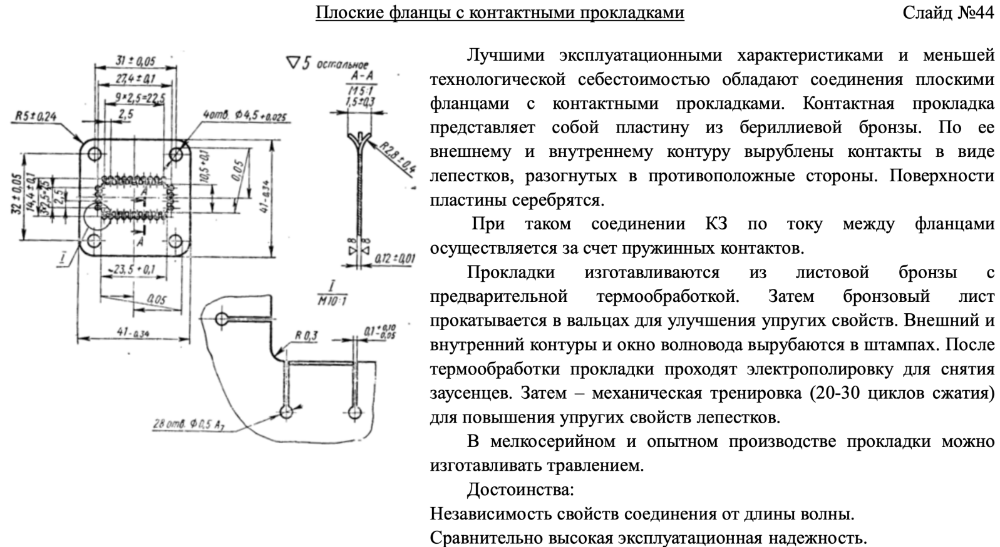 Плоские фланцы с контактными прокладками
Слайд №44
31 ± 0,05
27,4 ± 0,1
9×2,5=22,5
2,5
R5 ± 0,24
4 отв. Ф4,5 +0,025
32 ± 0,05
14,4 ± 0,1
3×2,5=7,5
2,5
10,5 + 0,1
0,05
41-0,34
А
А
I
23,5 + 0,1
0,05
41-0,34
▽5 остальное
А-А
М 5:1
1,5 ± 0,3
R2,8 ± 0,4
8 8
0,12 ± 0,01
I
М 10:1
R 0,3
0,1 +0,10 -0,05
28 отв. Ф0,5 А7
Лучшими эксплуатационными характеристиками и меньшей
технологической себестоимостью обладают соединения плоскими
фланцами с контактными прокладками. Контактная прокладка
представляет собой пластину из бериллиевой бронзы. По ее
внешнему и внутреннему контуру вырублены контакты в виде
лепестков, разогнутых в противоположные стороны. Поверхности
пластины серебрятся.
При таком соединении КЗ по току между фланцами
осуществляется за счет пружинных контактов.
Прокладки изготавливаются из листовой бронзы с
предварительной термообработкой. Затем бронзовый лист
прокатывается в вальцах для улучшения упругих свойств. Внешний и
внутренний контуры и окно волновода вырубаются в штампах. После
термообработки прокладки проходят электрополировку для снятия
заусенцев. Затем – механическая тренировка (20-30 циклов сжатия)
для повышения упругих свойств лепестков.
В мелкосерийном и опытном производстве прокладки можно
изготавливать травлением.
Достоинства:
Независимость свойств соединения от длины волны.
Сравнительно высокая эксплуатационная надежность.